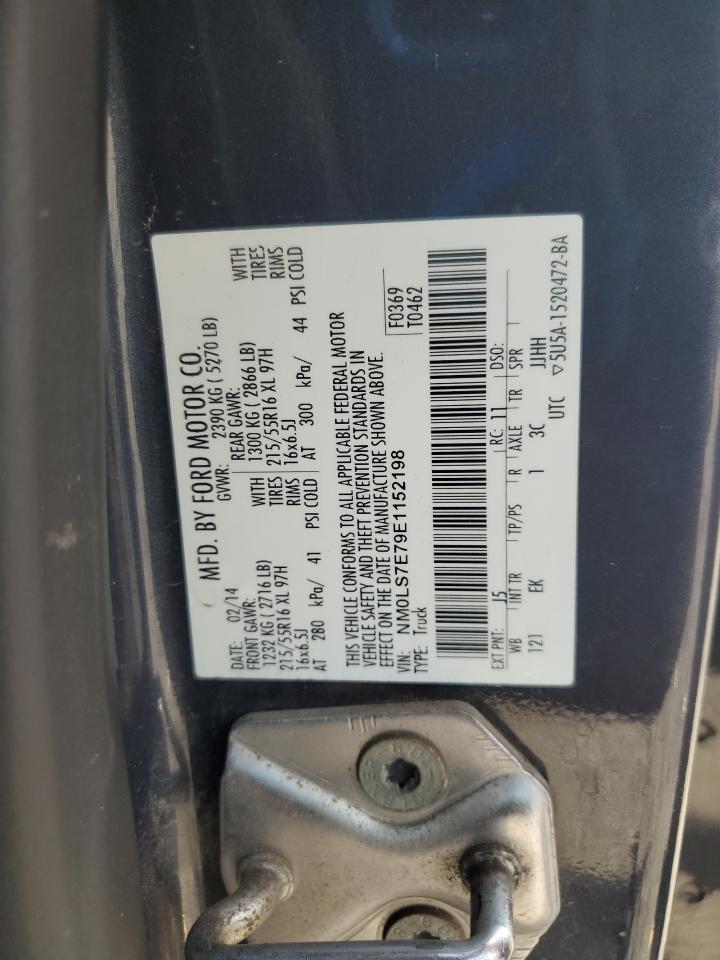 MFD. BY FORD MOTOR CO.
DATE: 02/14 GVWR: 2390 KG ( 5270 LB)
FRONT GAWR: REAR GAWR: WITH
1232 KG ( 2716 LB) WITH 1300 KG ( 2866 LB) TIRES
215/55R16 XL 97H TIRES 215/55R16 XL 97H RIMS
16x6.5J RIMS 16x6.5J
AT 280 kPa/ 41 PSI COLD AT 300 kPa/ 44 PSI COLD
THIS VEHICLE CONFORMS TO ALL APPLICABLE FEDERAL MOTOR
VEHICLE SAFETY AND THEFT PREVENTION STANDARDS IN
EFFECT ON THE DATE OF MANUFACTURE SHOWN ABOVE.
VIN: NM0LS7E79E1152198
TYPE: Truck
F0369
T0462
EXT PNT: J5 RC: 11 DSO:
WB INT TR TP/PS R AXLE TR SPR
121 EK 1 3C JJHH
UTC ▽5U5A-1520472-BA